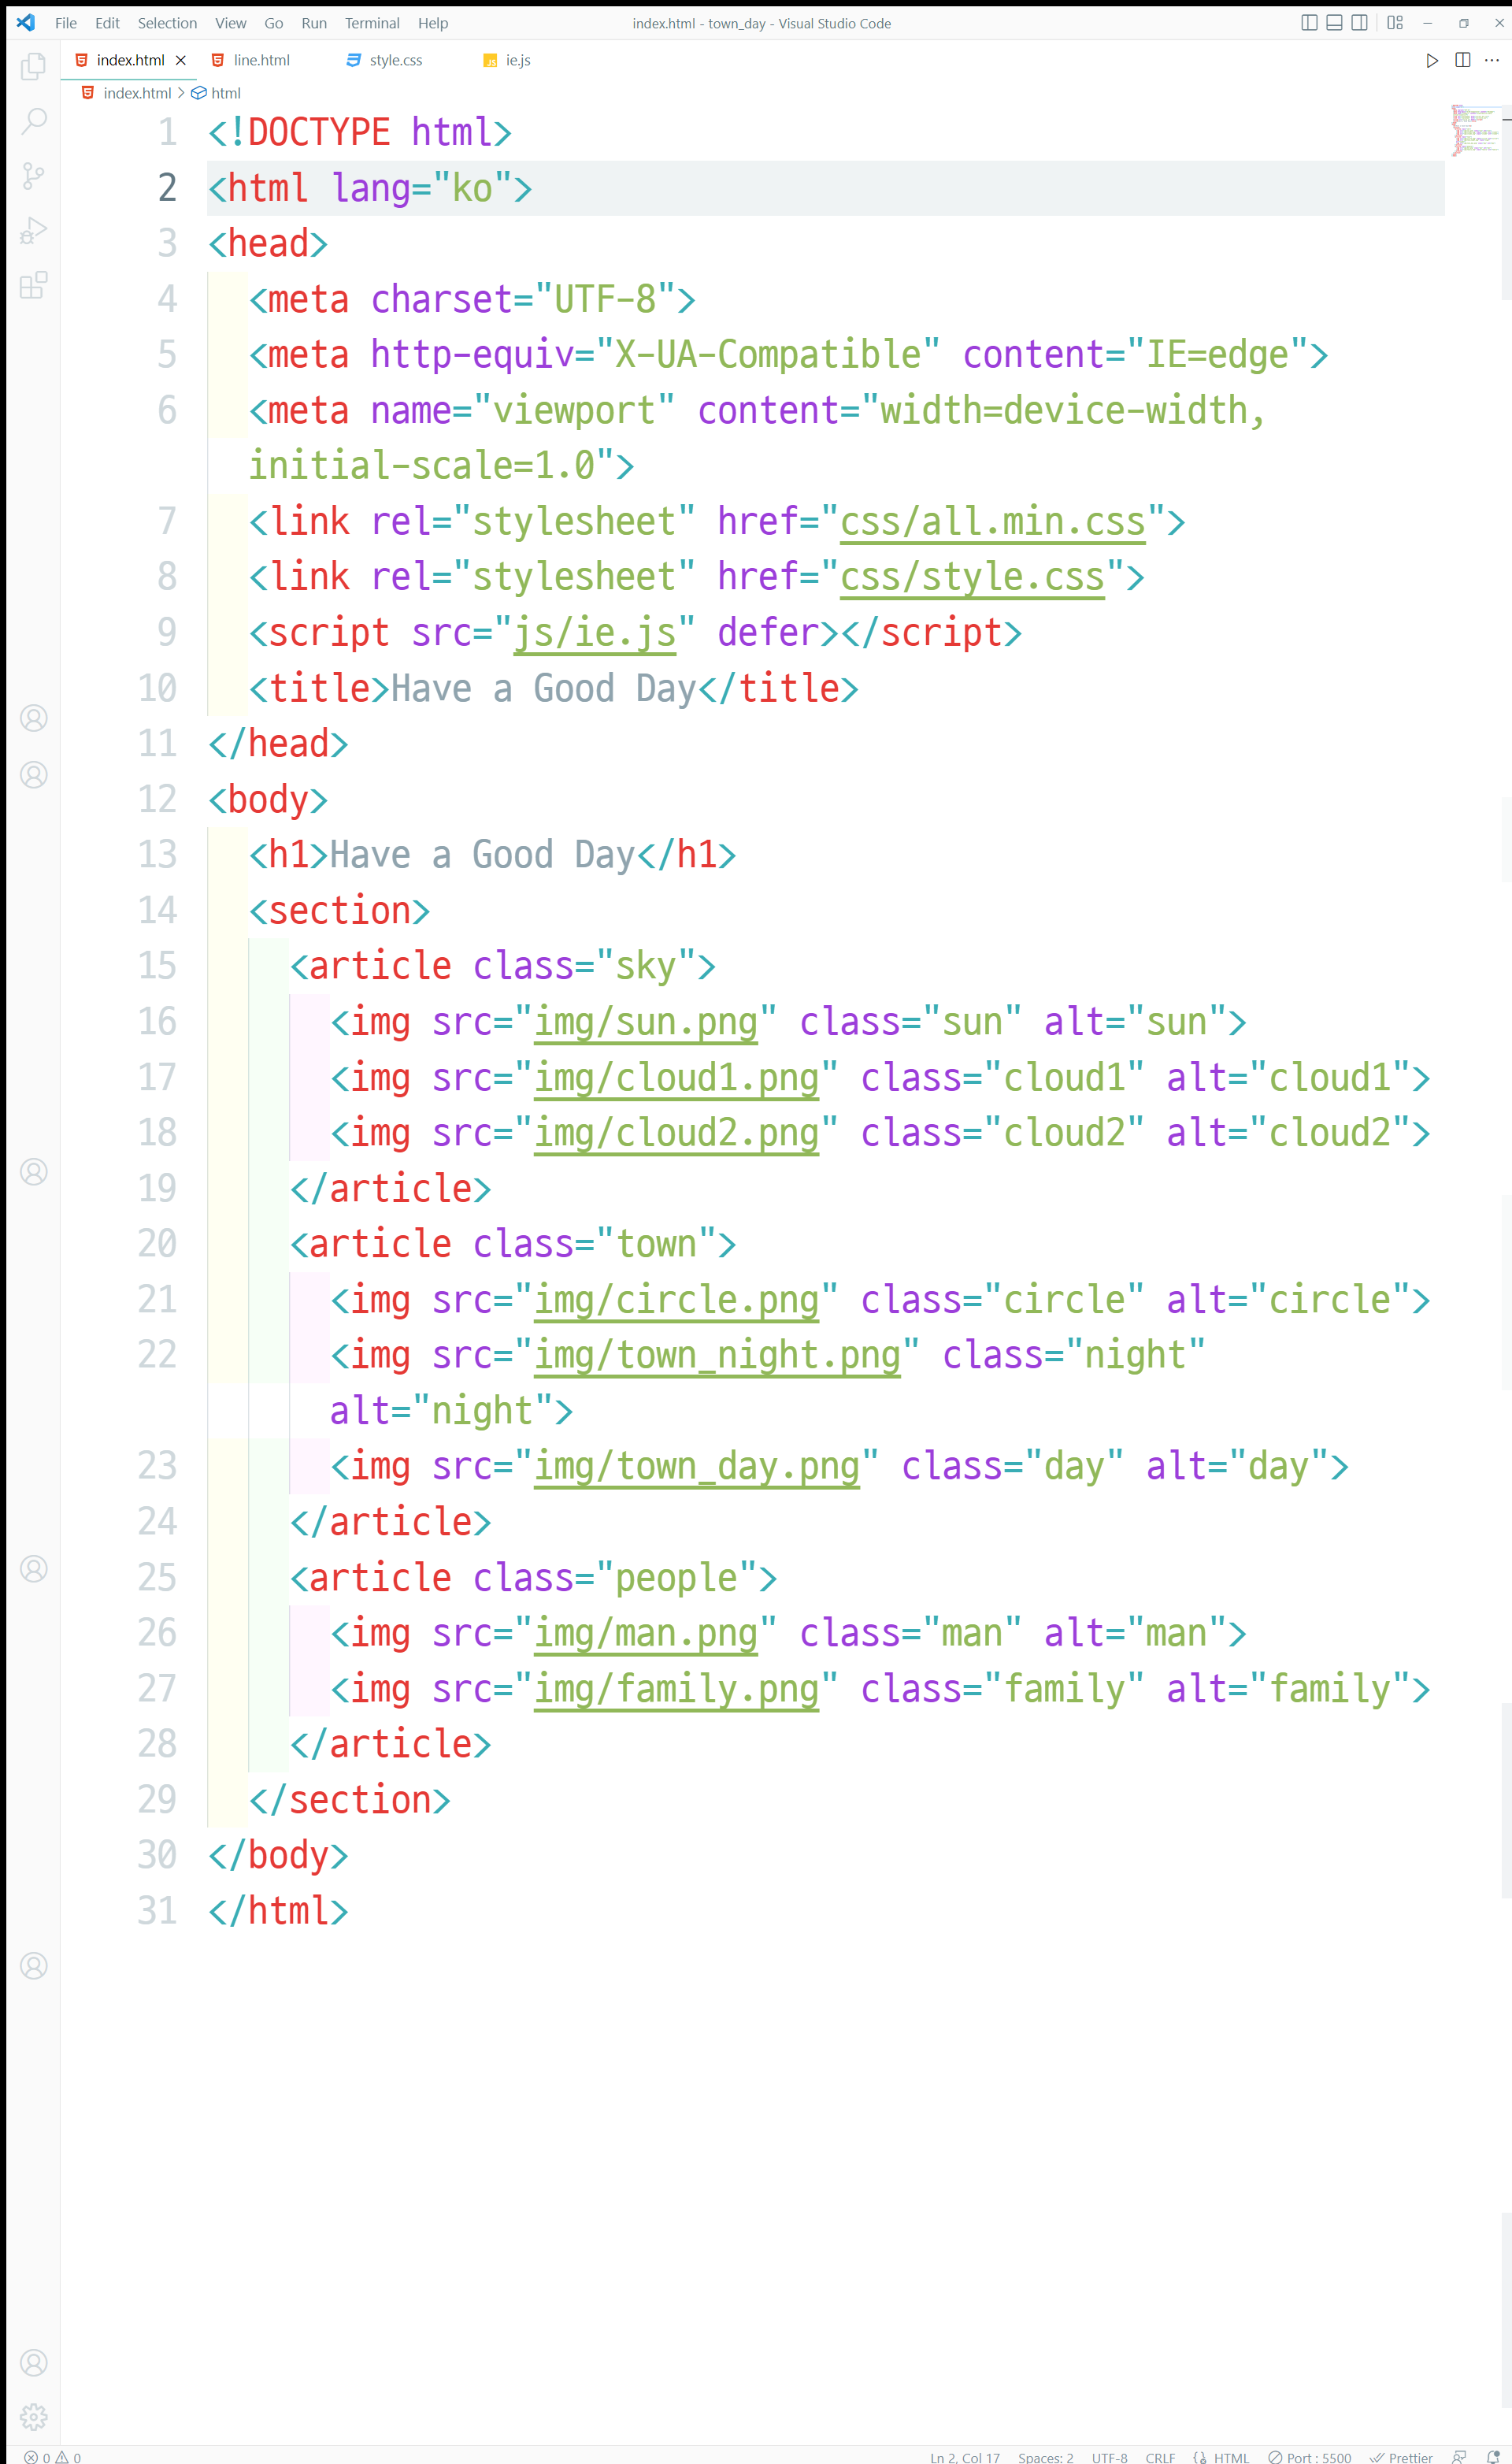 File Edit Selection View Go Run Terminal Help index.html - town_day - Visual Studio Code
index.html line.html style.css ie.js
index.html > html
1 <!DOCTYPE html>
2 <html lang="ko">
3 <head>
4 <meta charset="UTF-8">
5 <meta http-equiv="X-UA-Compatible" content="IE=edge">
6 <meta name="viewport" content="width=device-width,
initial-scale=1.0">
7 <link rel="stylesheet" href="css/all.min.css">
8 <link rel="stylesheet" href="css/style.css">
9 <script src="js/ie.js" defer></script>
10 <title>Have a Good Day</title>
11 </head>
12 <body>
13 <h1>Have a Good Day</h1>
14 <section>
15 <article class="sky">
16 <img src="img/sun.png" class="sun" alt="sun">
17 <img src="img/cloud1.png" class="cloud1" alt="cloud1">
18 <img src="img/cloud2.png" class="cloud2" alt="cloud2">
19 </article>
20 <article class="town">
21 <img src="img/circle.png" class="circle" alt="circle">
22 <img src="img/town_night.png" class="night"
alt="night">
23 <img src="img/town_day.png" class="day" alt="day">
24 </article>
25 <article class="people">
26 <img src="img/man.png" class="man" alt="man">
27 <img src="img/family.png" class="family" alt="family">
28 </article>
29 </section>
30 </body>
31 </html>
0 0 Ln 2, Col 17 Spaces: 2 UTF-8 CRLF HTML Port : 5500 Prettier